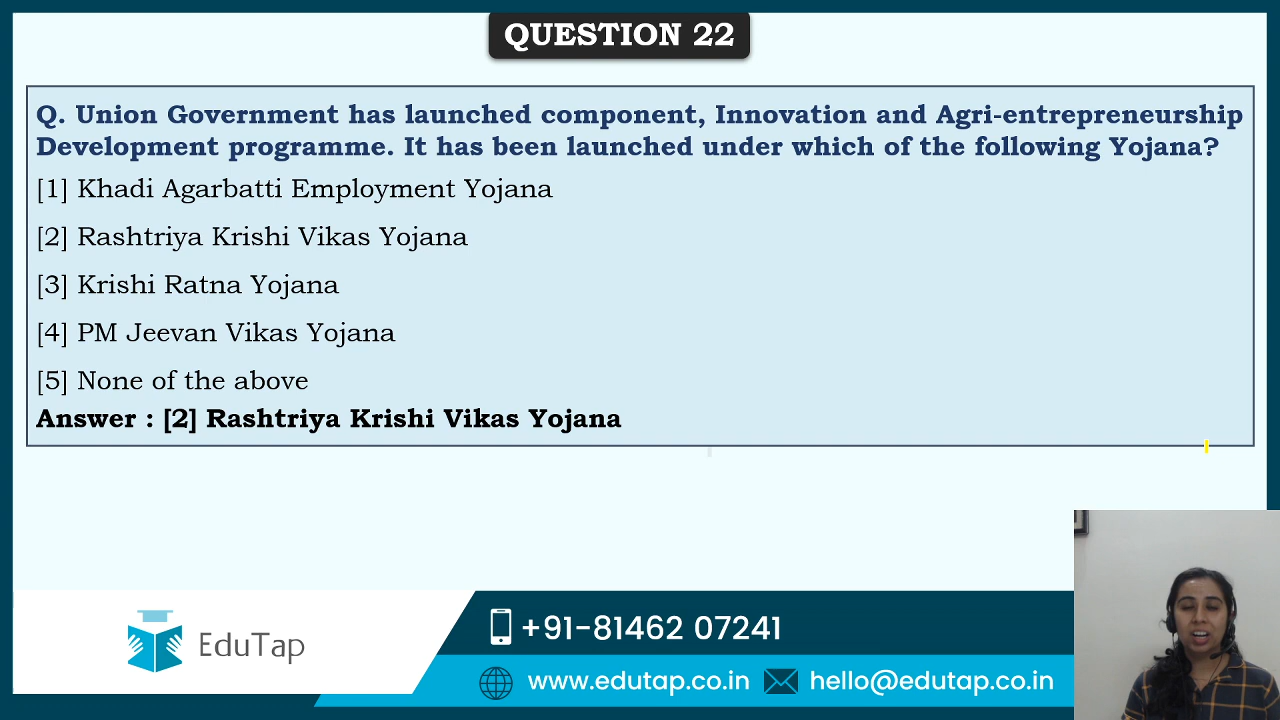 QUESTION 22
Q. Union Government has launched component, Innovation and Agri-entrepreneurship
Development programme. It has been launched under which of the following Yojana?
[1] Khadi Agarbatti Employment Yojana
[2] Rashtriya Krishi Vikas Yojana
[3] Krishi Ratna Yojana
[4] PM Jeevan Vikas Yojana
[5] None of the above
Answer : [2] Rashtriya Krishi Vikas Yojana
EduTap
+91-81462 07241
www.edutap.co.in
hello@edutap.co.in